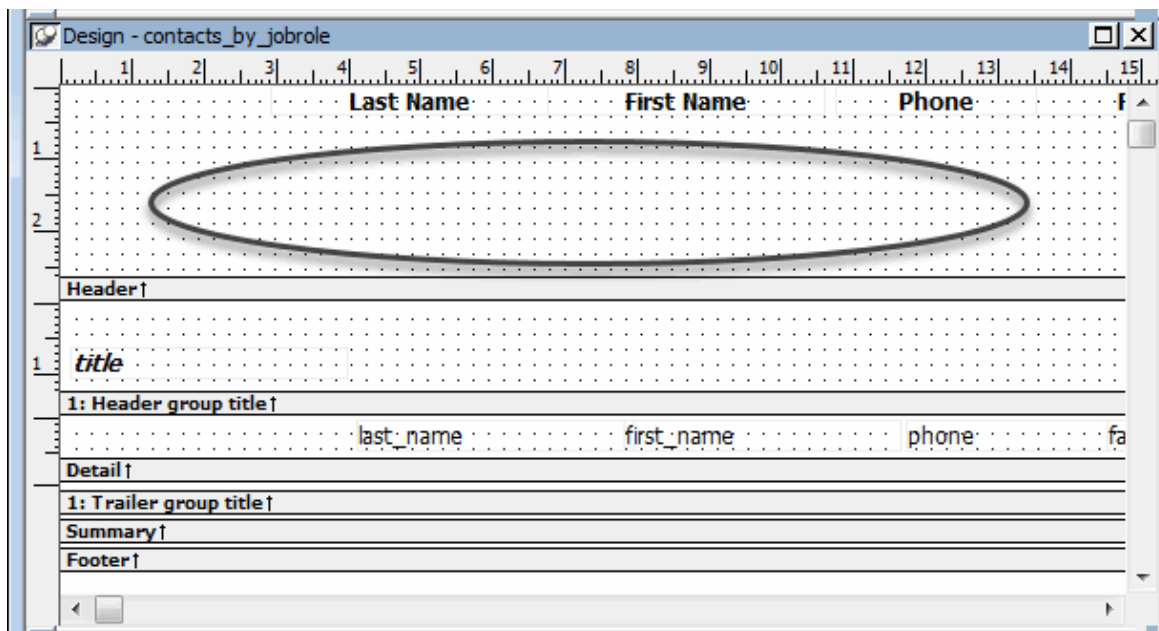 Design - contacts_by_jobrole
1 2 3 4 5 6 7 8 9 10 11 12 13 14 15
Last Name First Name Phone F
1
2
Header↑
1 title
1: Header group title↑
last_name first_name phone fa
Detail↑
1: Trailer group title↑
Summary↑
Footer↑